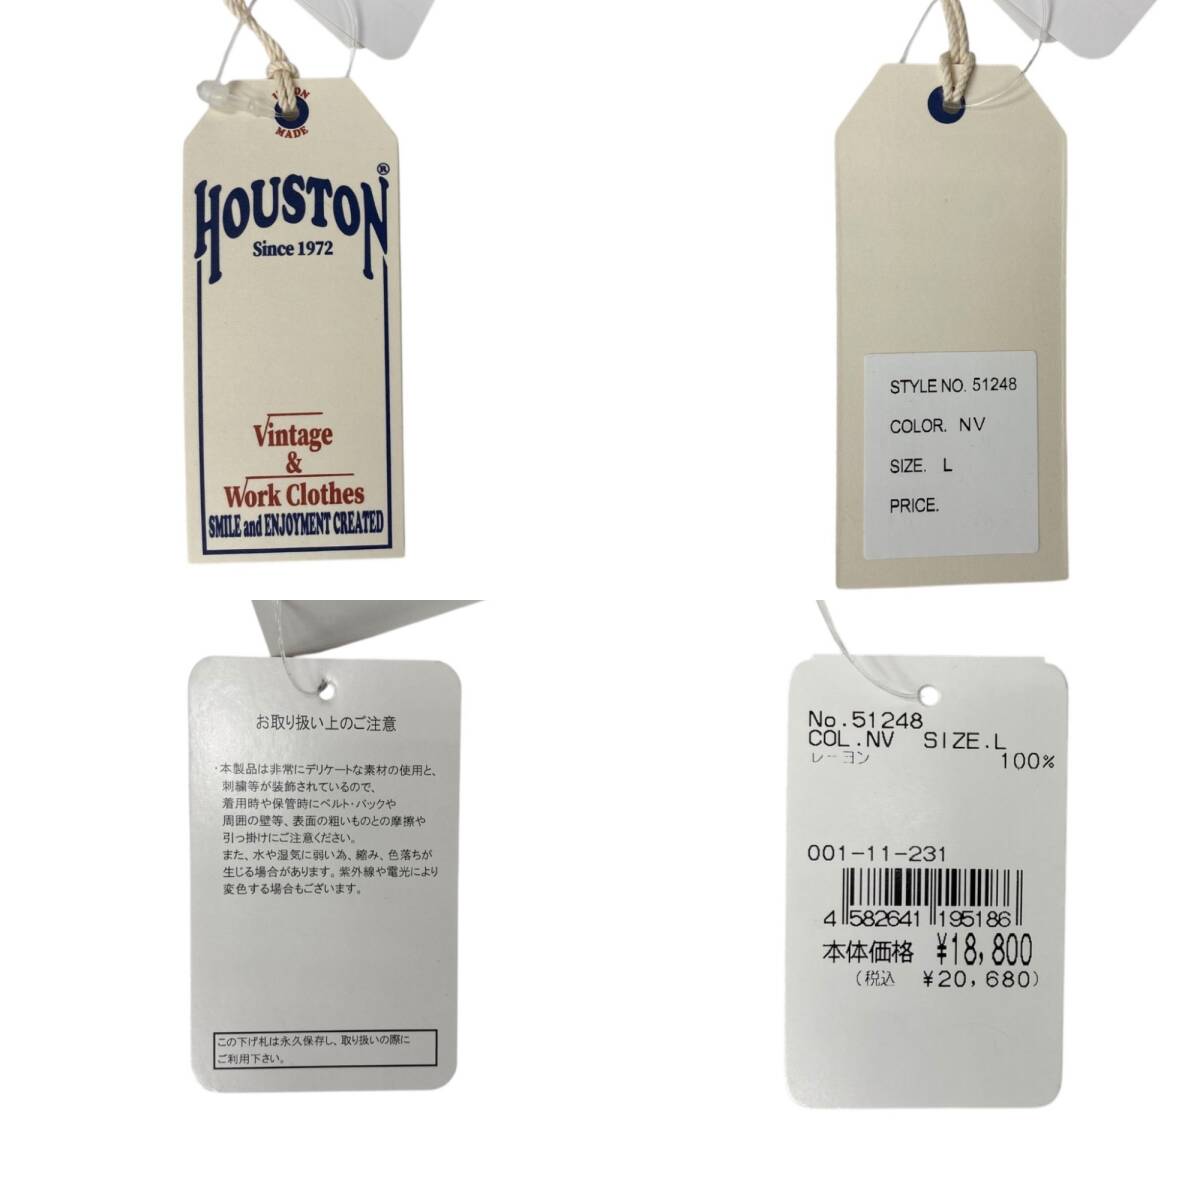 UNION
MADE
HOUSTON®
Since 1972
Vintage
&
Work Clothes
SMILE and ENJOYMENT CREATED
STYLE NO. 51248
COLOR. NV
SIZE. L
PRICE.
お取り扱い上のご注意
・本製品は非常にデリケートな素材の使用と、
刺繍等が装飾されているので、
着用時や保管時にベルト・バックや
周囲の壁等、表面の粗いものとの摩擦や
引っ掛けにご注意ください。
また、水や湿気に弱い為、縮み、色落ちが
生じる場合があります。紫外線や電光により
変色する場合もございます。
この下げ札は永久保存し、取り扱いの際に
ご利用下さい。
No.51248
COL.NV SIZE.L
レーヨン 100%
001-11-231
4 582641 195186
本体価格 ¥18,800
(税込 ¥20,680)